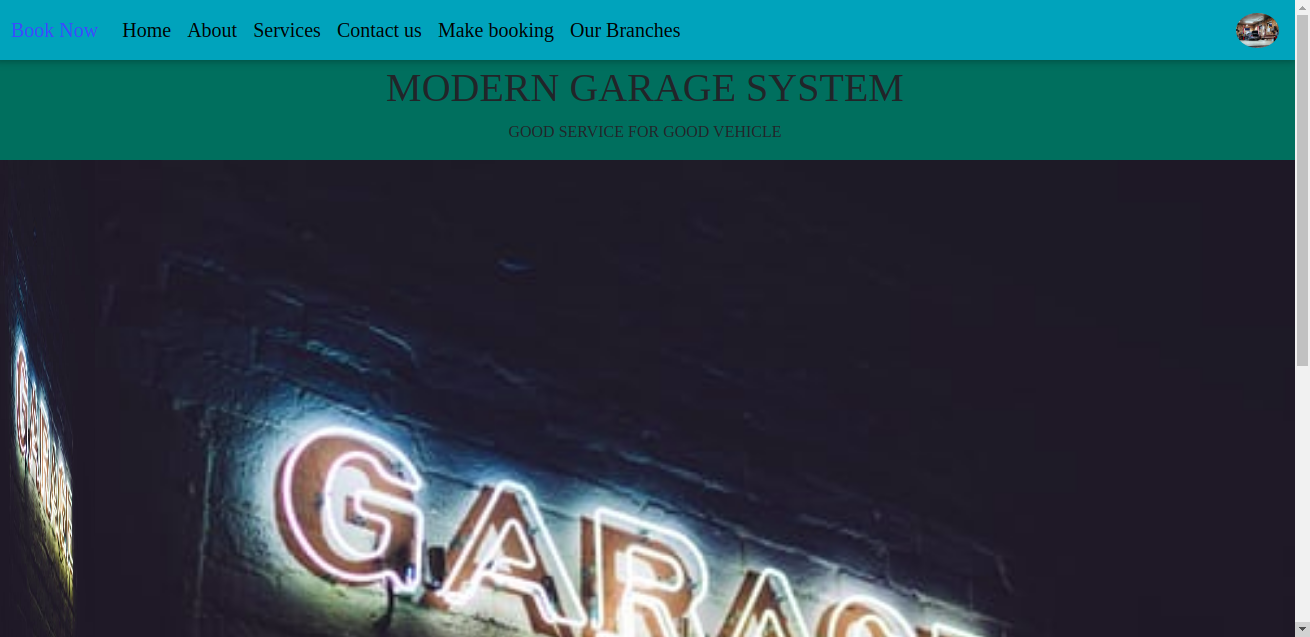 Book Now Home About Services Contact us Make booking Our Branches
MODERN GARAGE SYSTEM
GOOD SERVICE FOR GOOD VEHICLE
GARAGE